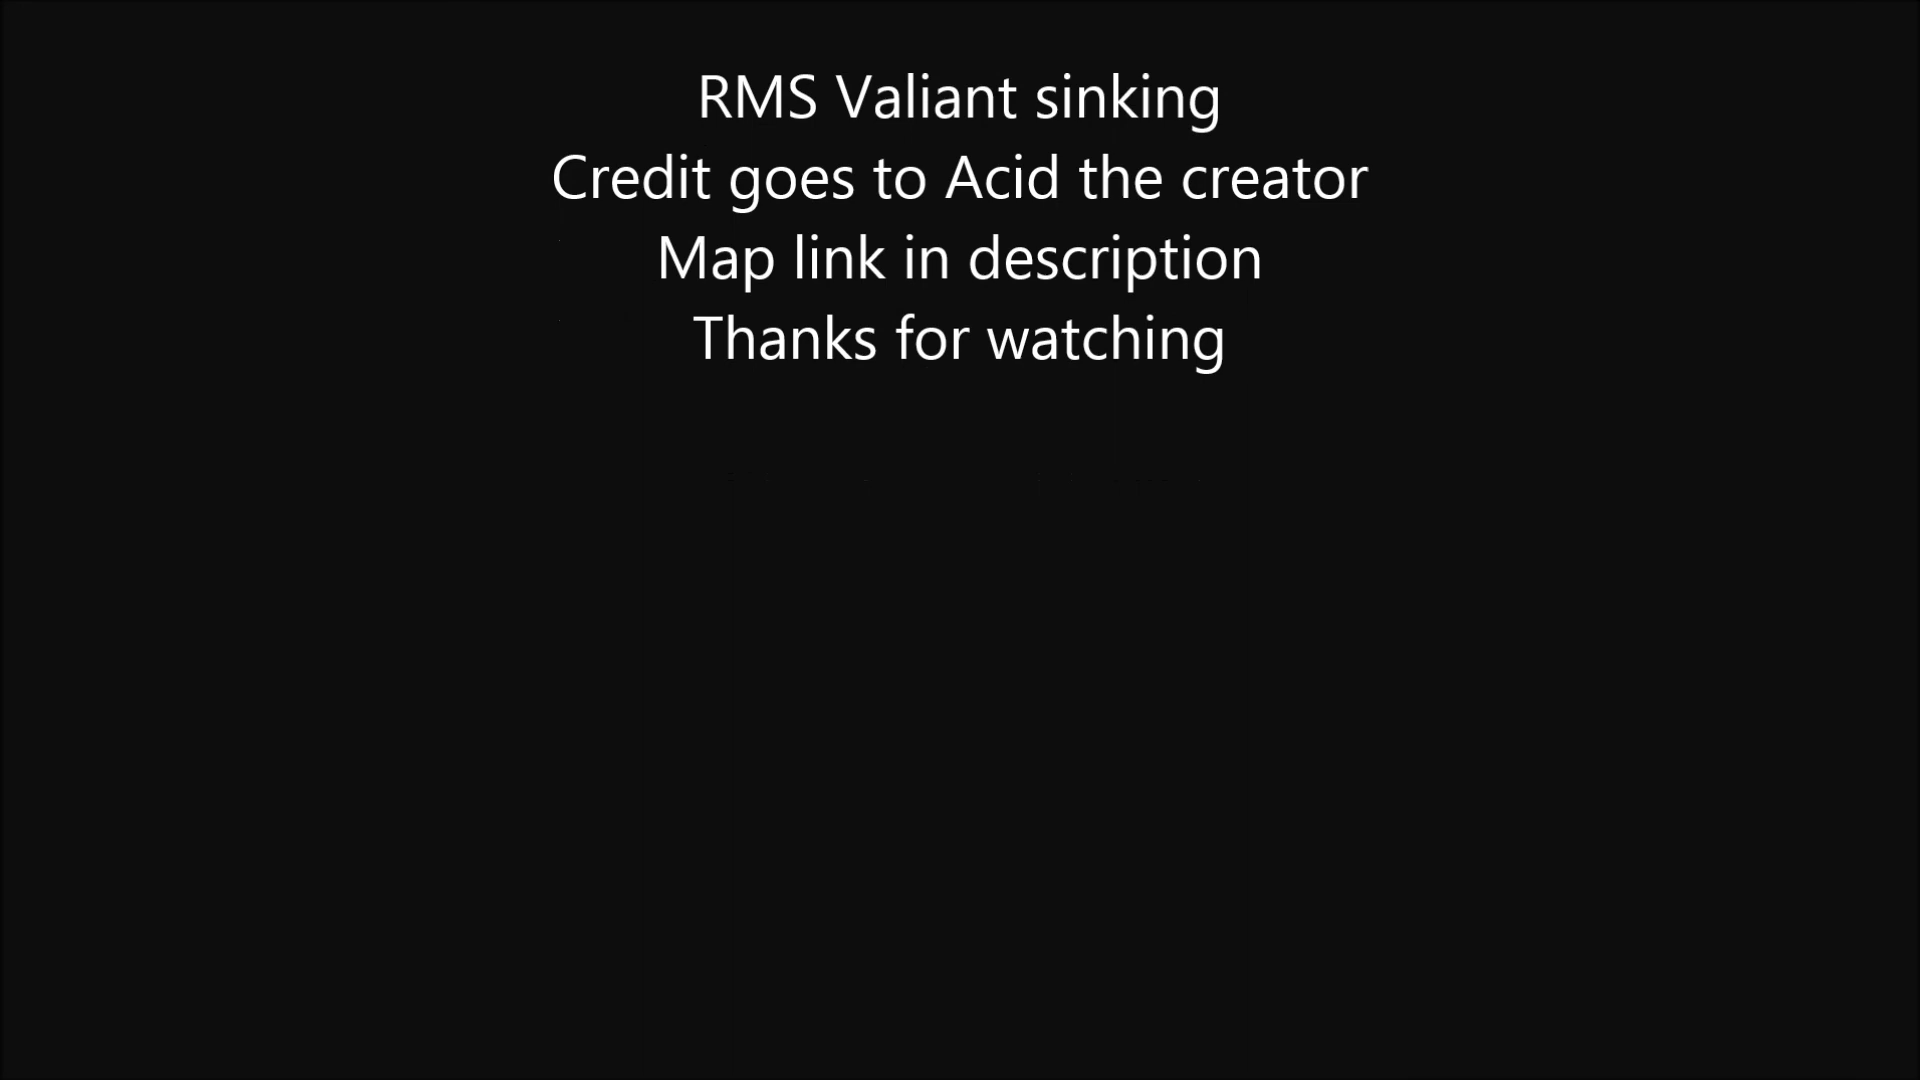 RMS Valiant sinking
Credit goes to Acid the creator
Map link in description
Thanks for watching